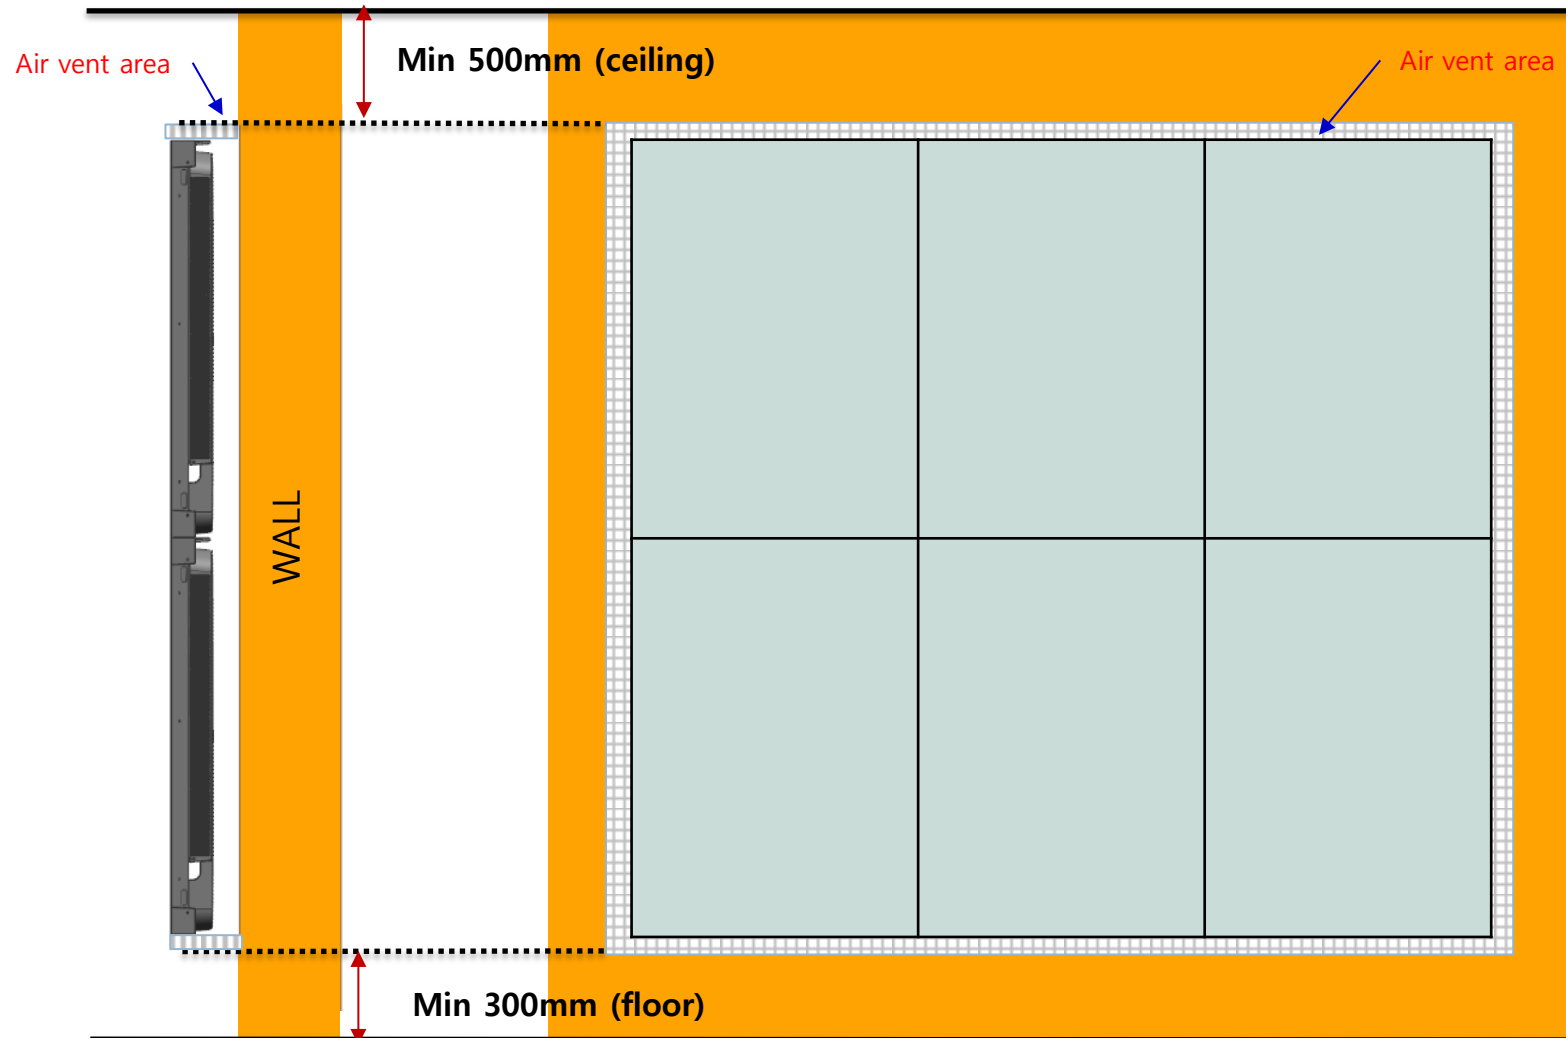 Min 500mm (ceiling)
Air vent area
Air vent area
WALL
Min 300mm (floor)